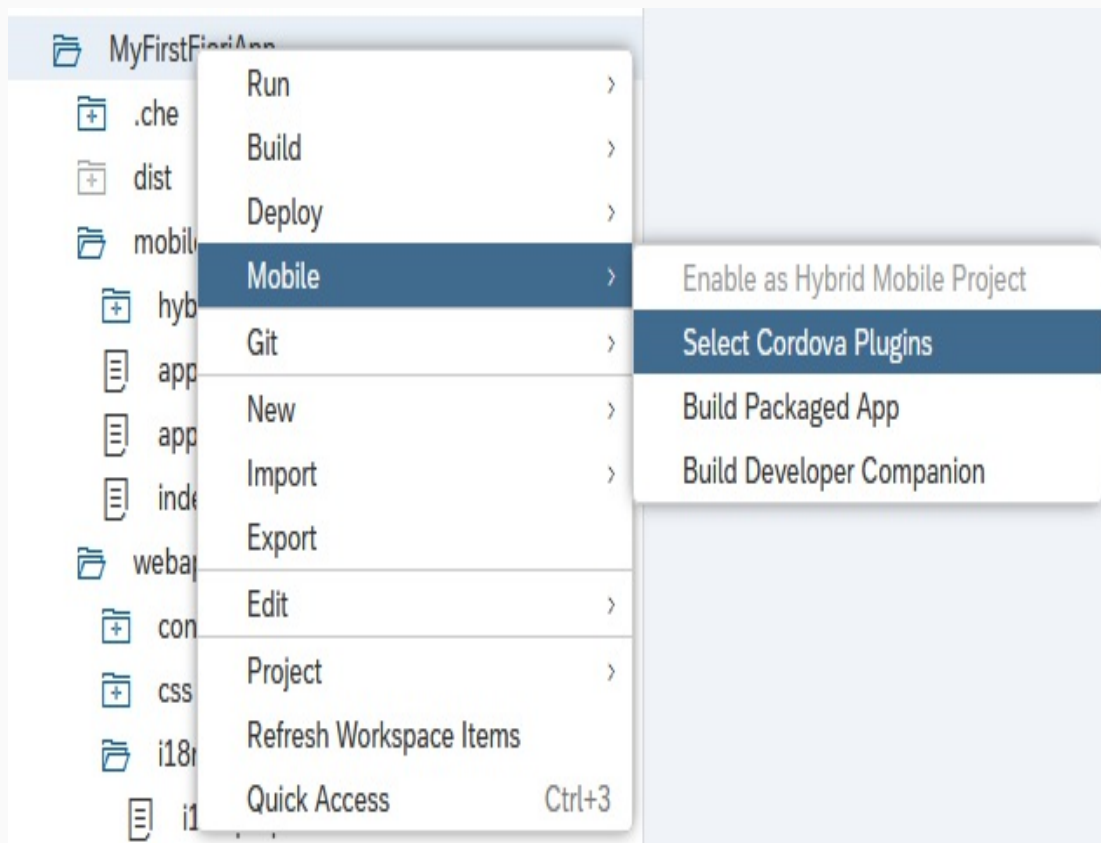 MyFirstFioriApp
.che
dist
Run
Build
Deploy
Mobile
Git
New
Import
Export
Edit
Project
Refresh Workspace Items
Quick Access Ctrl+3
Enable as Hybrid Mobile Project
Select Cordova Plugins
Build Packaged App
Build Developer Companion
css